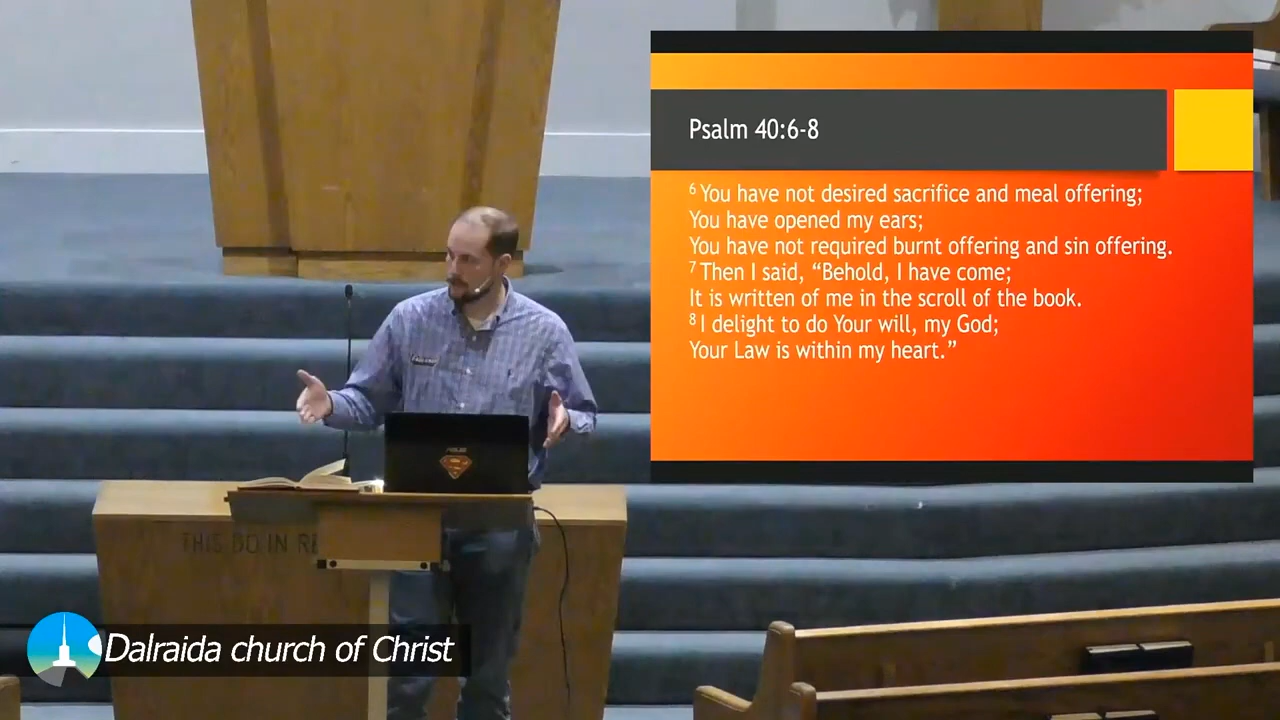 Psalm 40:6-8
6 You have not desired sacrifice and meal offering;
You have opened my ears;
You have not required burnt offering and sin offering.
7 Then I said, “Behold, I have come;
It is written of me in the scroll of the book.
8 I delight to do Your will, my God;
Your Law is within my heart.”
ASUS
THIS DO IN RE
Dalraida church of Christ